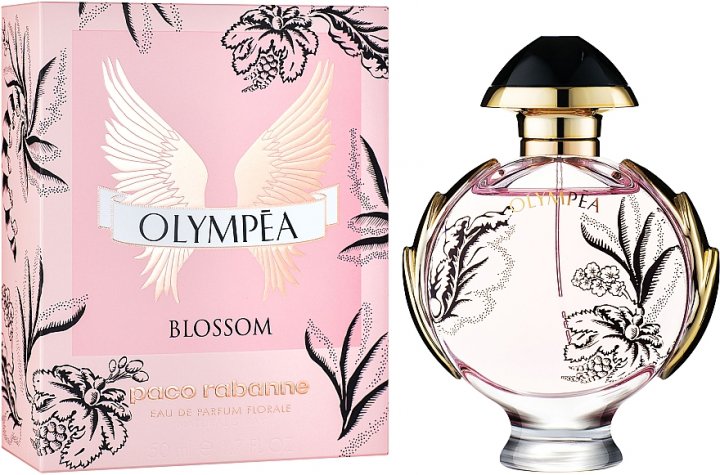 OLYMPĒA
BLOSSOM
paco rabanne
EAU DE PARFUM FLORALE
OLYMPĒA